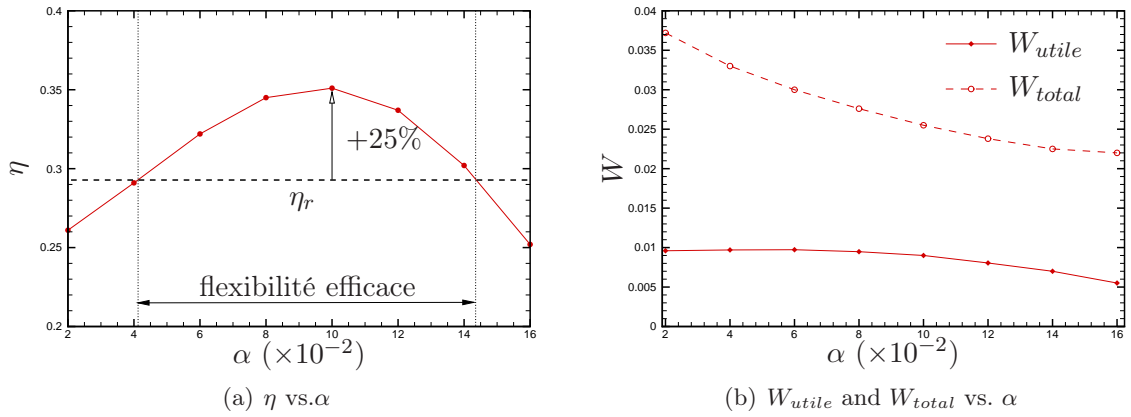 0.4
0.35
0.3
0.25
0.2
η
+25%
η_r
flexibilité efficace
2 4 6 8 10 12 14 16
α (×10⁻²)
(a) η vs.α
0.04
0.035
0.03
0.025
0.02
0.015
0.01
0.005
0
W
W_utile
W_total
2 4 6 8 10 12 14 16
α (×10⁻²)
(b) W_utile and W_total vs. α